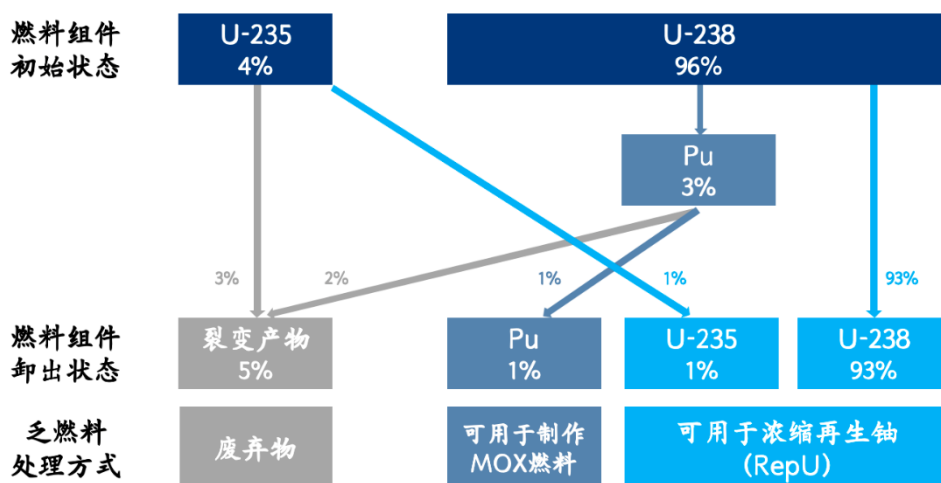 燃料组件
初始状态
U-235
4%
U-238
96%
Pu
3%
3%
2%
1%
1%
93%
燃料组件
卸出状态
裂变产物
5%
Pu
1%
U-235
1%
U-238
93%
乏燃料
处理方式
废弃物
可用于制作
MOX燃料
可用于浓缩再生铀
(RepU)